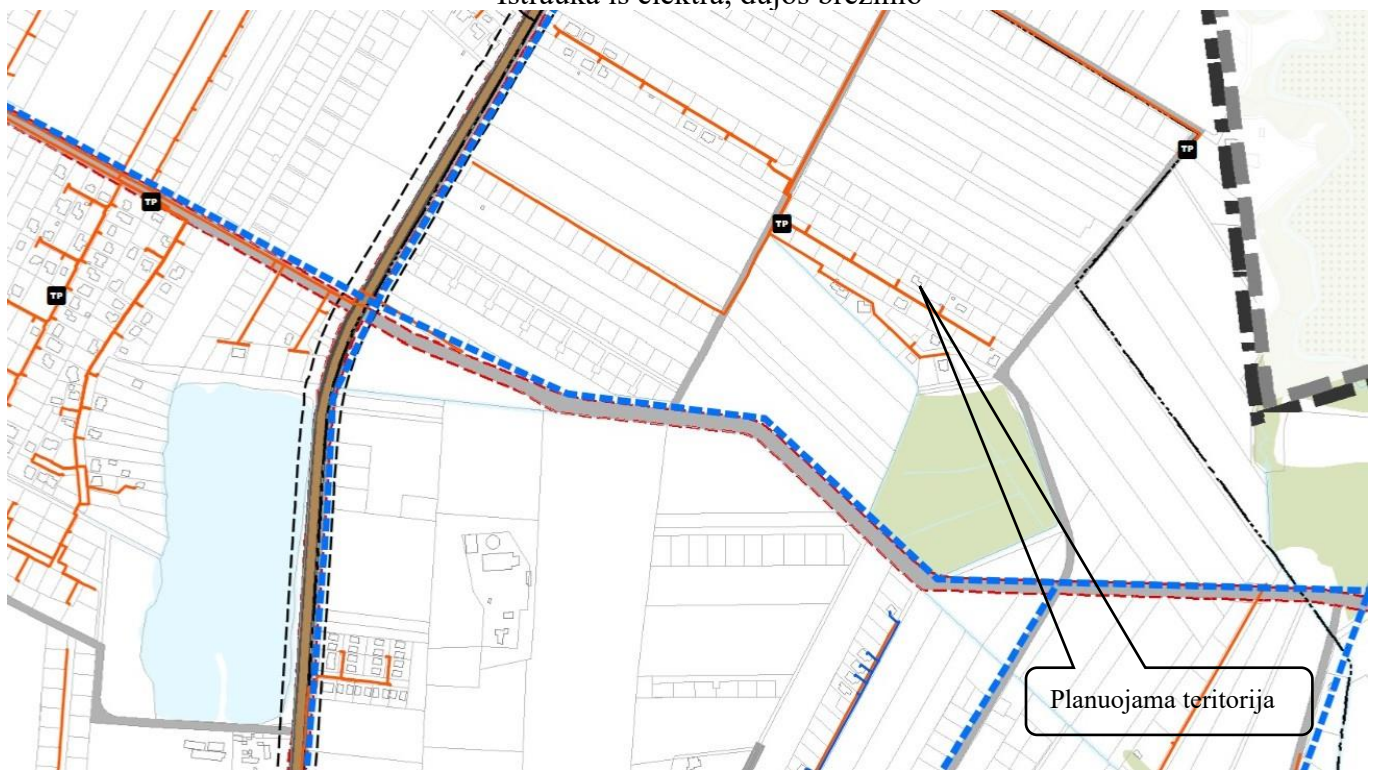 Ištrauka iš elektra, dujos brėžinio
TP
TP
TP
TP
Planuojama teritorija